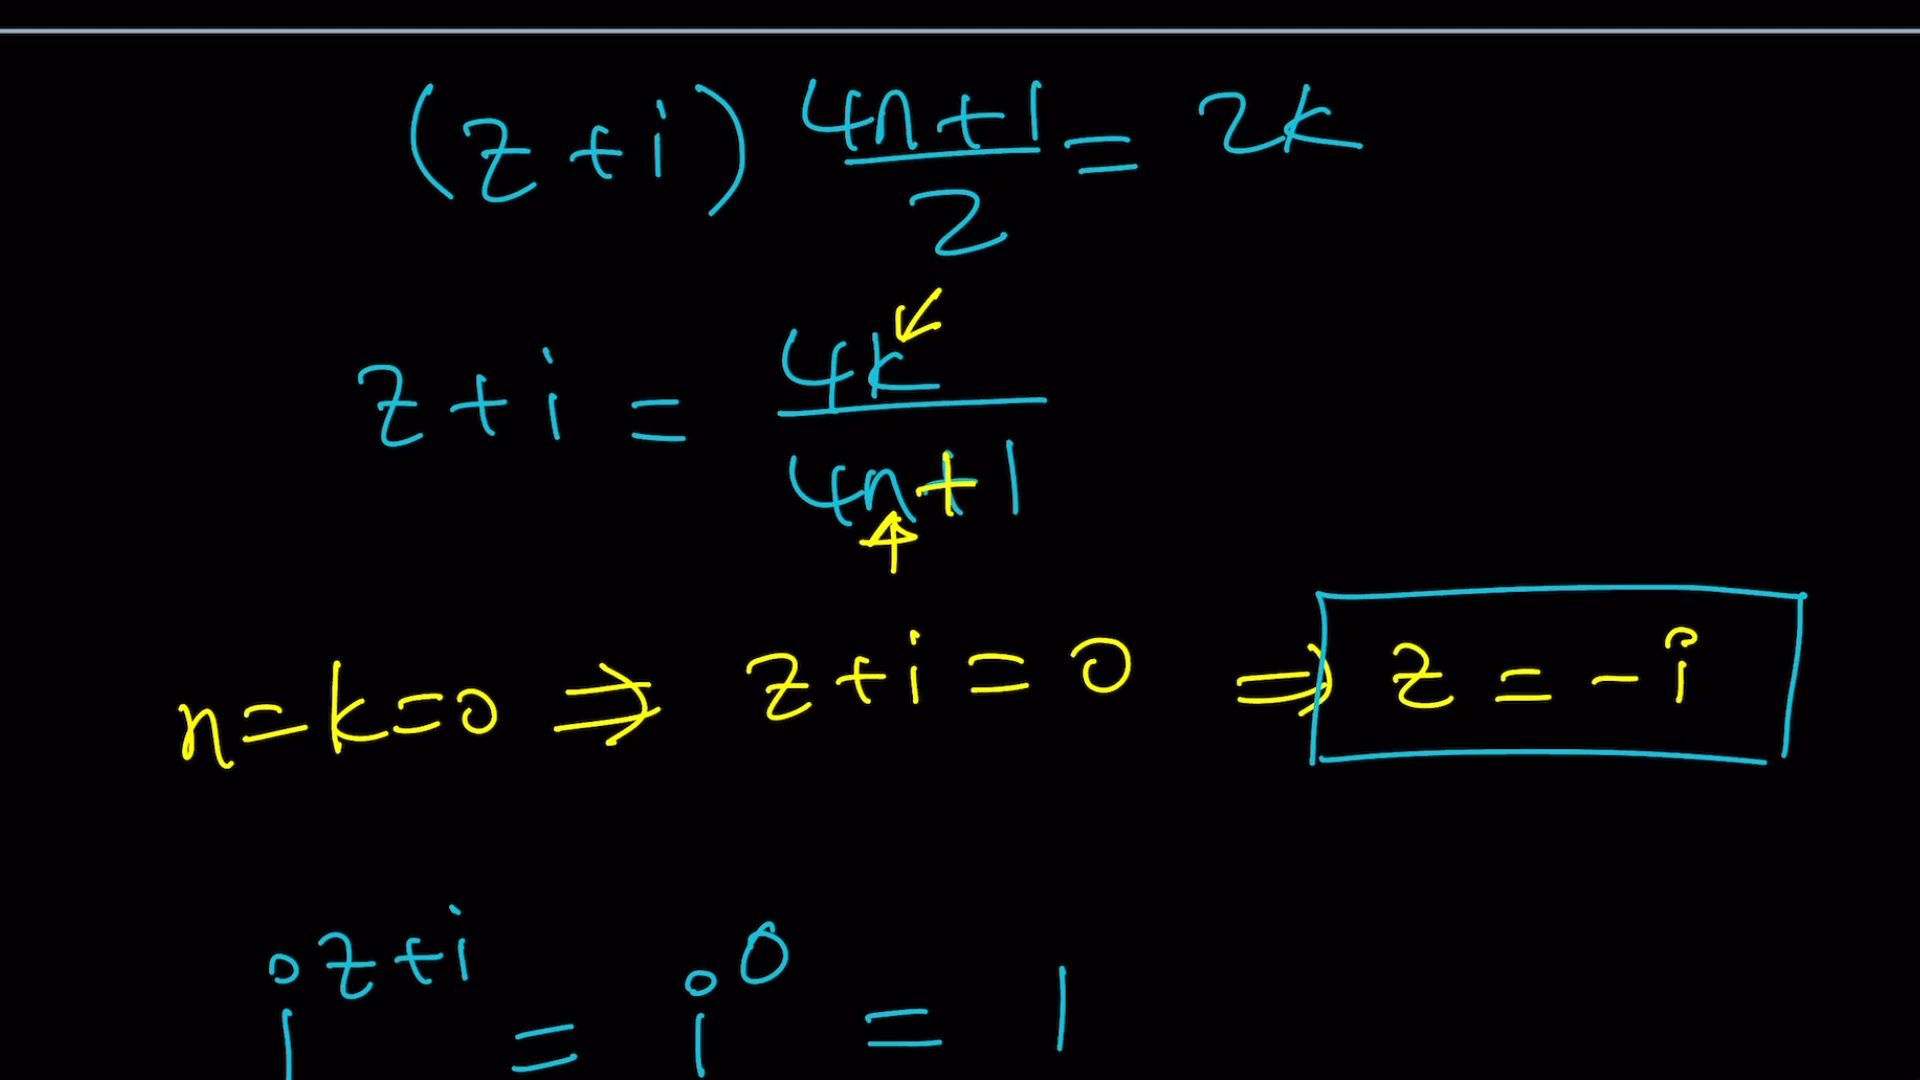 (z + i) (4n+1)/2 = 2k
z + i = 4k/(4n+1)
n=k=0 ⇒ z+i = 0 ⇒ z = -i
i^(z+i) = i^0 = 1